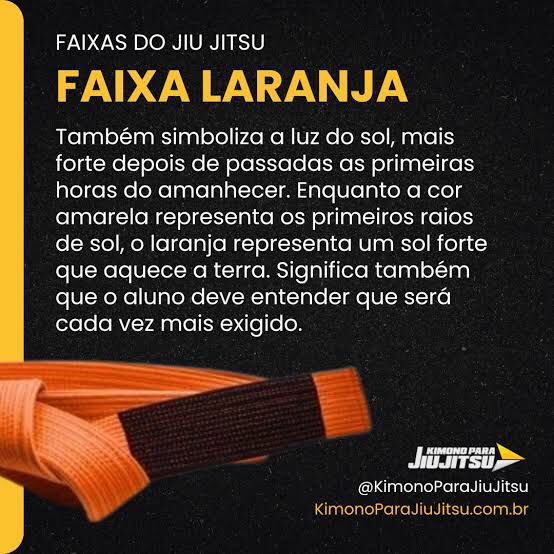 FAIXAS DO JIU JITSU
FAIXA LARANJA
Também simboliza a luz do sol, mais
forte depois de passadas as primeiras
horas do amanhecer. Enquanto a cor
amarela representa os primeiros raios
de sol, o laranja representa um sol forte
que aquece a terra. Significa também
que o aluno deve entender que será
cada vez mais exigido.
KIMONO PARA
JIUJITSU
@KimonoParaJiuJitsu
KimonoParaJiuJitsu.com.br